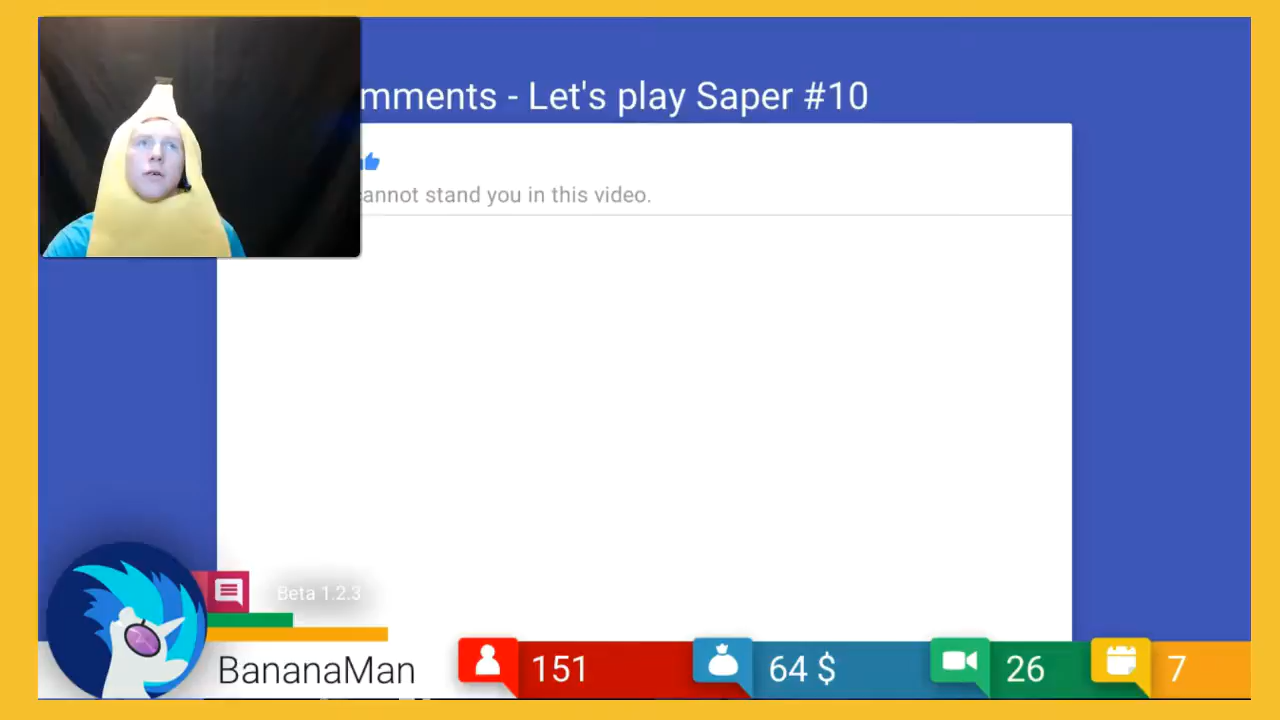 mments - Let's play Saper #10
cannot stand you in this video.
Beta 1.2.3
BananaMan
151
64 $
26
7